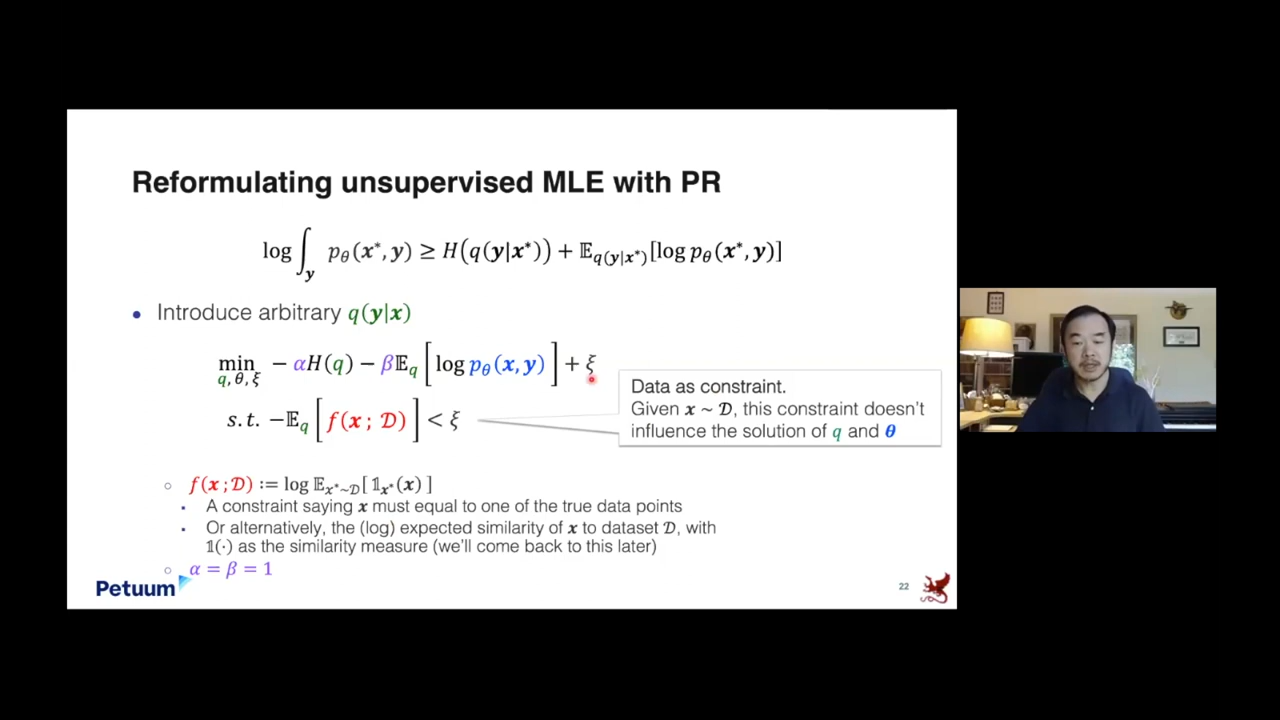 Reformulating unsupervised MLE with PR
log ∫_y p_θ(x*, y) ≥ H(q(y|x*)) + 𝔼_{q(y|x*)}[log p_θ(x*, y)]
• Introduce arbitrary q(y|x)
min_{q, θ, ξ} − αH(q) − β𝔼_q [log p_θ(x, y)] + ξ
s.t. −𝔼_q [f(x; 𝒟)] < ξ
Data as constraint.
Given x ~ 𝒟, this constraint doesn't
influence the solution of q and θ
○ f(x; 𝒟) := log 𝔼_{x*~𝒟}[ 𝟙_{x*}(x) ]
▪ A constraint saying x must equal to one of the true data points
▪ Or alternatively, the (log) expected similarity of x to dataset 𝒟, with
𝟙(·) as the similarity measure (we'll come back to this later)
○ α = β = 1
Petuum
22